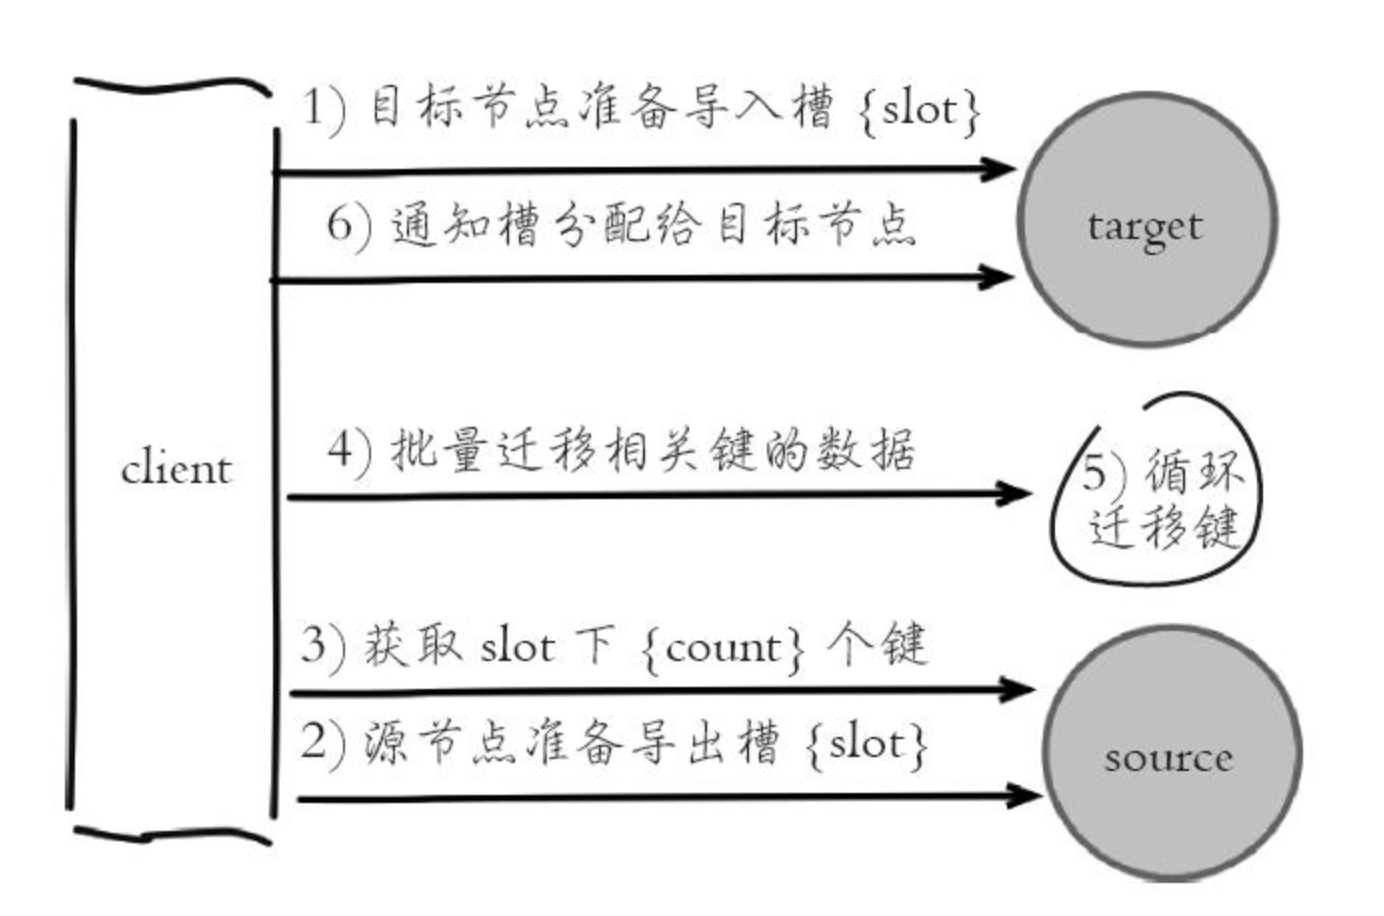 1) 目标节点准备导入槽 {slot}
6) 通知槽分配给目标节点
target
client
4) 批量迁移相关键的数据
5) 循环
迁移键
3) 获取 slot 下 {count} 个键
2) 源节点准备导出槽 {slot}
source